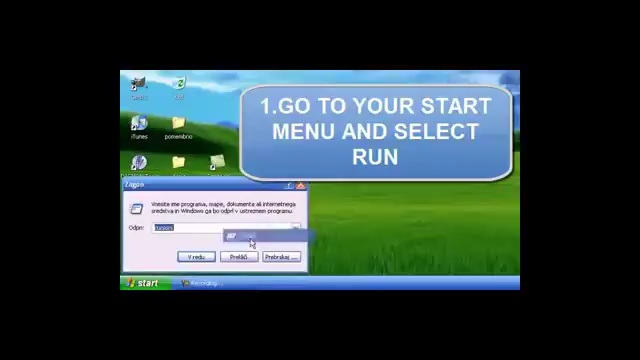 1.GO TO YOUR START
MENU AND SELECT
RUN
iTunes
pomembno
Zagon
Vnesite ime programa, mape, dokumenta ali internetnega
sredstva in Windows ga bo odprl v ustreznem programu.
Odpri:
V redu
Prekliči
Prebrskaj ...
start